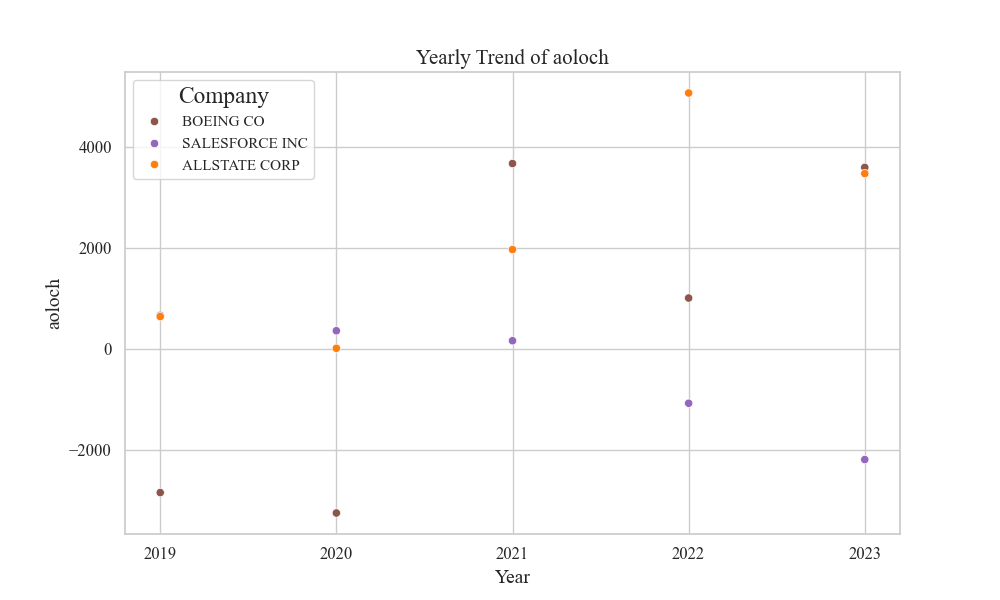 Yearly Trend of aoloch
Company
BOEING CO
SALESFORCE INC
ALLSTATE CORP
4000
2000
0
−2000
aoloch
2019 2020 2021 2022 2023
Year